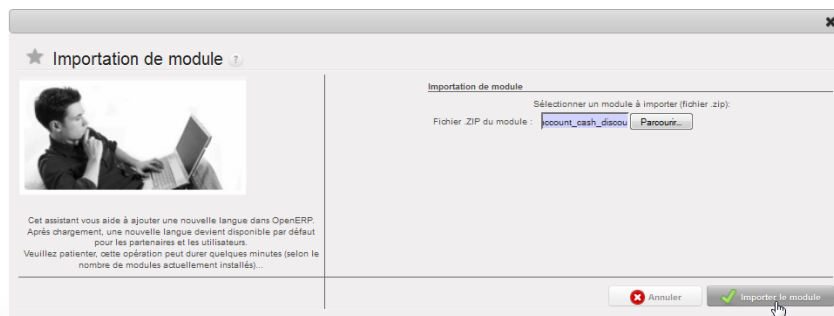 Importation de module ?
Importation de module
Sélectionner un module à importer (fichier .zip):
Fichier .ZIP du module : account_cash_discou Parcourir...
Cet assistant vous aide à ajouter une nouvelle langue dans OpenERP.
Après chargement, une nouvelle langue devient disponible par défaut
pour les partenaires et les utilisateurs.
Veuillez patienter, cette opération peut durer quelques minutes (selon le
nombre de modules actuellement installés)...
Annuler Importer le module